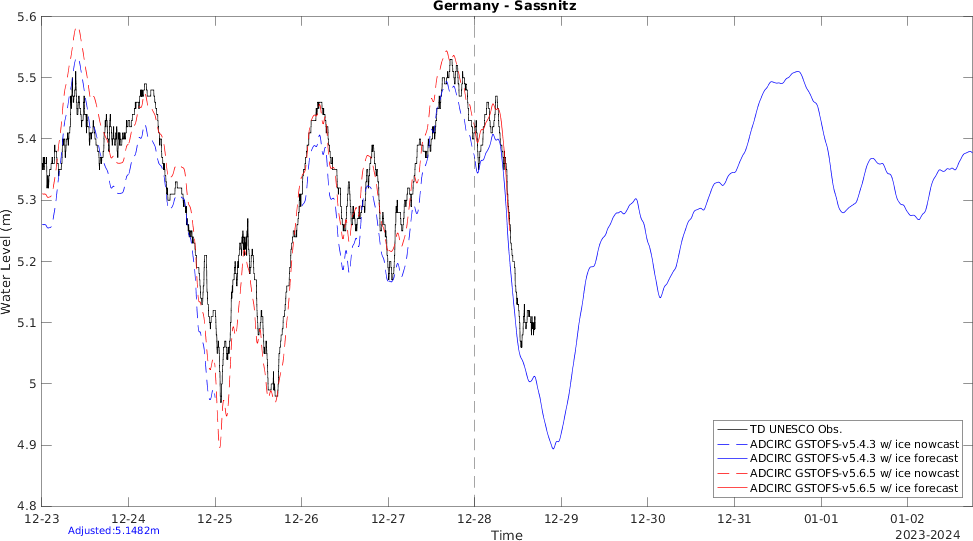 Germany - Sassnitz
Water Level (m)
5.6
5.5
5.4
5.3
5.2
5.1
5
4.9
4.8
TD UNESCO Obs.
ADCIRC GSTOFS-v5.4.3 w/ ice nowcast
ADCIRC GSTOFS-v5.4.3 w/ ice forecast
ADCIRC GSTOFS-v5.6.5 w/ ice nowcast
ADCIRC GSTOFS-v5.6.5 w/ ice forecast
12-23 12-24 12-25 12-26 12-27 12-28 12-29 12-30 12-31 01-01 01-02
Adjusted:5.1482m
Time
2023-2024